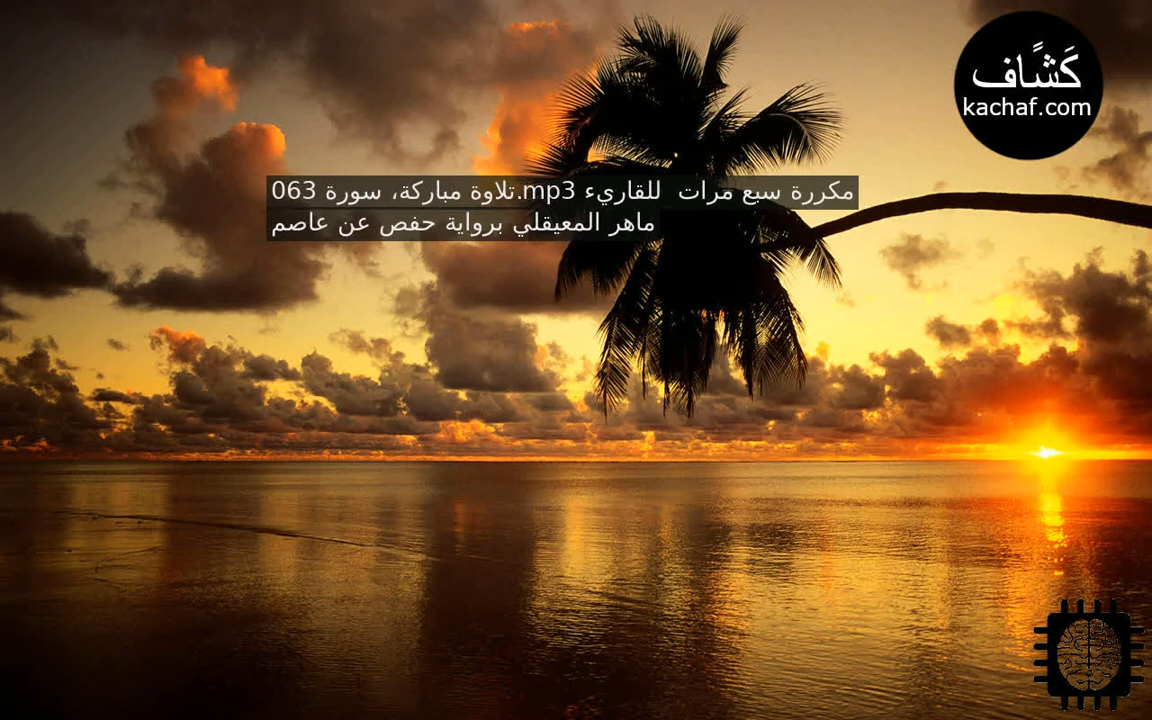 كَشَّاف
kachaf.com
تلاوة مباركة، سورة 063.mp3 مكررة سبع مرات  للقاريء
ماهر المعيقلي برواية حفص عن عاصم